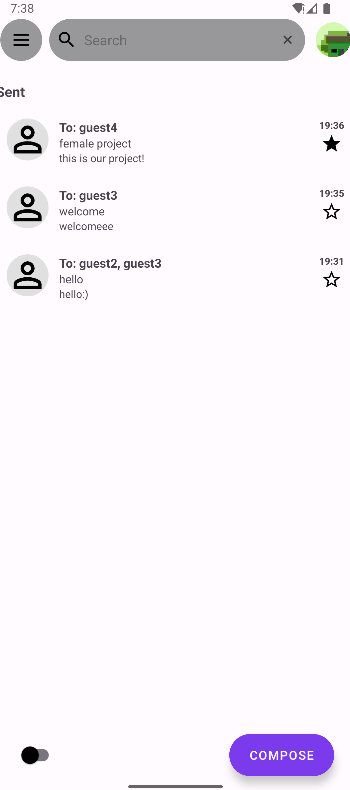 7:38
Search
Sent
To: guest4
19:36
female project
this is our project!
To: guest3
19:35
welcome
welcomeee
To: guest2, guest3
19:31
hello
hello:)
COMPOSE